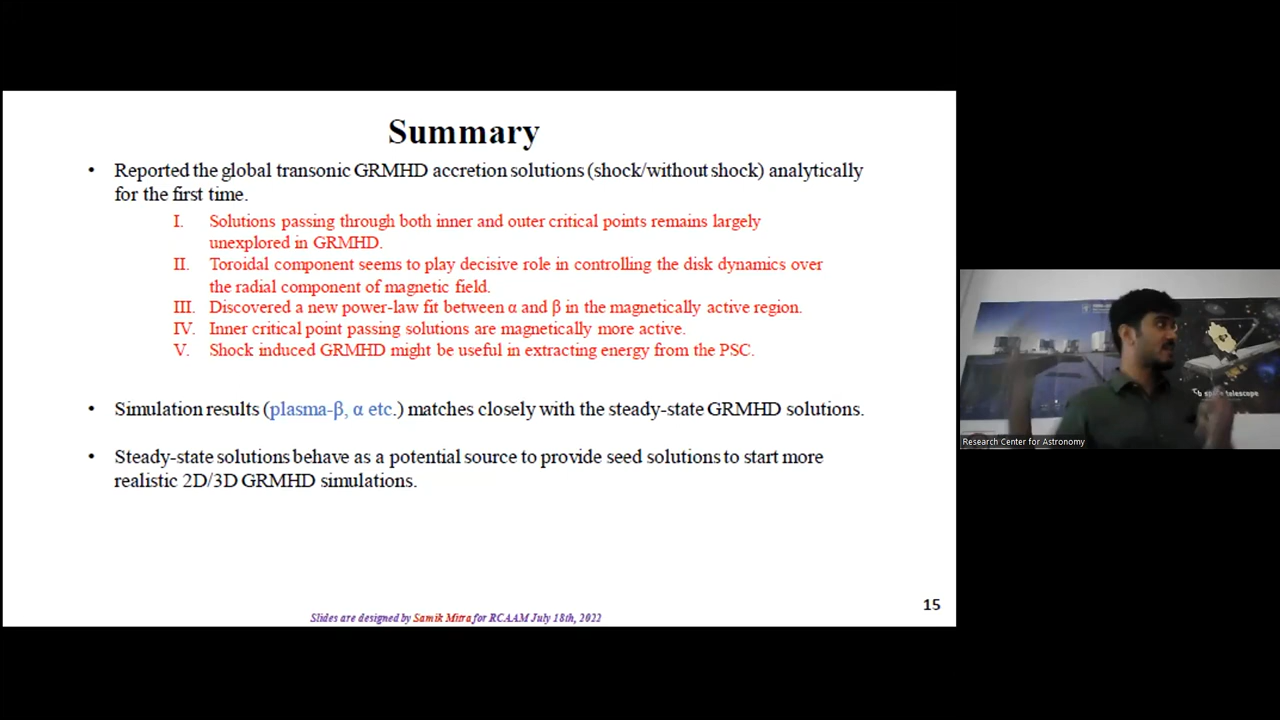 Summary
• Reported the global transonic GRMHD accretion solutions (shock/without shock) analytically
for the first time.
I. Solutions passing through both inner and outer critical points remains largely
unexplored in GRMHD.
II. Toroidal component seems to play decisive role in controlling the disk dynamics over
the radial component of magnetic field.
III. Discovered a new power-law fit between α and β in the magnetically active region.
IV. Inner critical point passing solutions are magnetically more active.
V. Shock induced GRMHD might be useful in extracting energy from the PSC.
• Simulation results (plasma-β, α etc.) matches closely with the steady-state GRMHD solutions.
• Steady-state solutions behave as a potential source to provide seed solutions to start more
realistic 2D/3D GRMHD simulations.
15
Slides are designed by Samik Mitra for RCAAM July 18th, 2022
telescope
Research Center for Astronomy